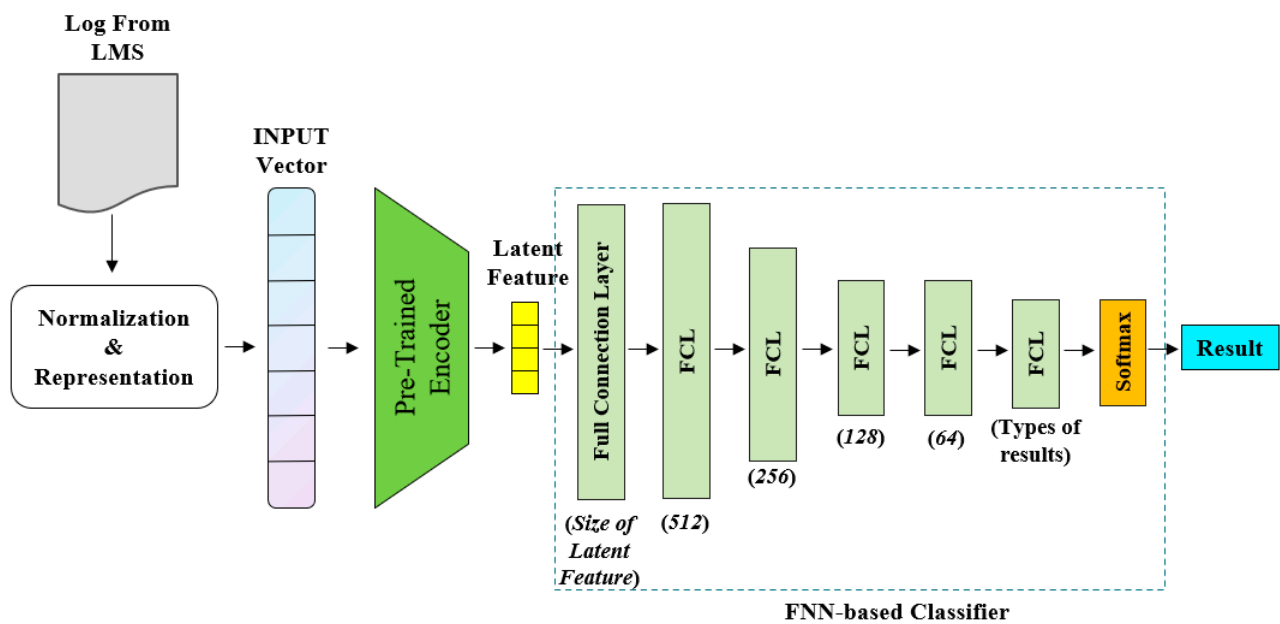 Log From
LMS
Normalization
&
Representation
INPUT
Vector
Pre-Trained
Encoder
Latent
Feature
Full Connection Layer
(Size of
Latent
Feature)
FCL
(512)
FCL
(256)
FCL
(128)
FCL
(64)
FCL
(Types of
results)
Softmax
Result
FNN-based Classifier